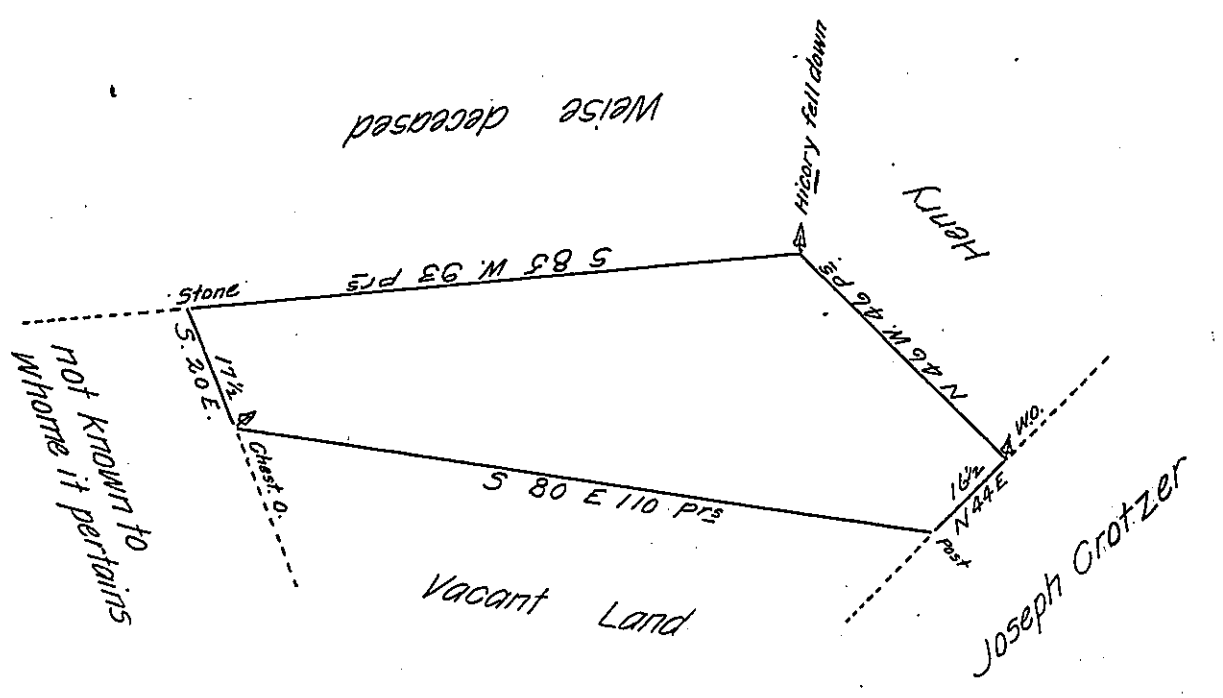 Henry
Weise deceased
Hicory fell down
S 85 W. 93 prs
Stone
S. 20 E.
17½
N 46 W. 46 ps
W.O.
16½
N 44 E
Post
Chest. O.
S 80 E 110 prs
not known to
whome it pertains
Vacant Land
Joseph Crotzer